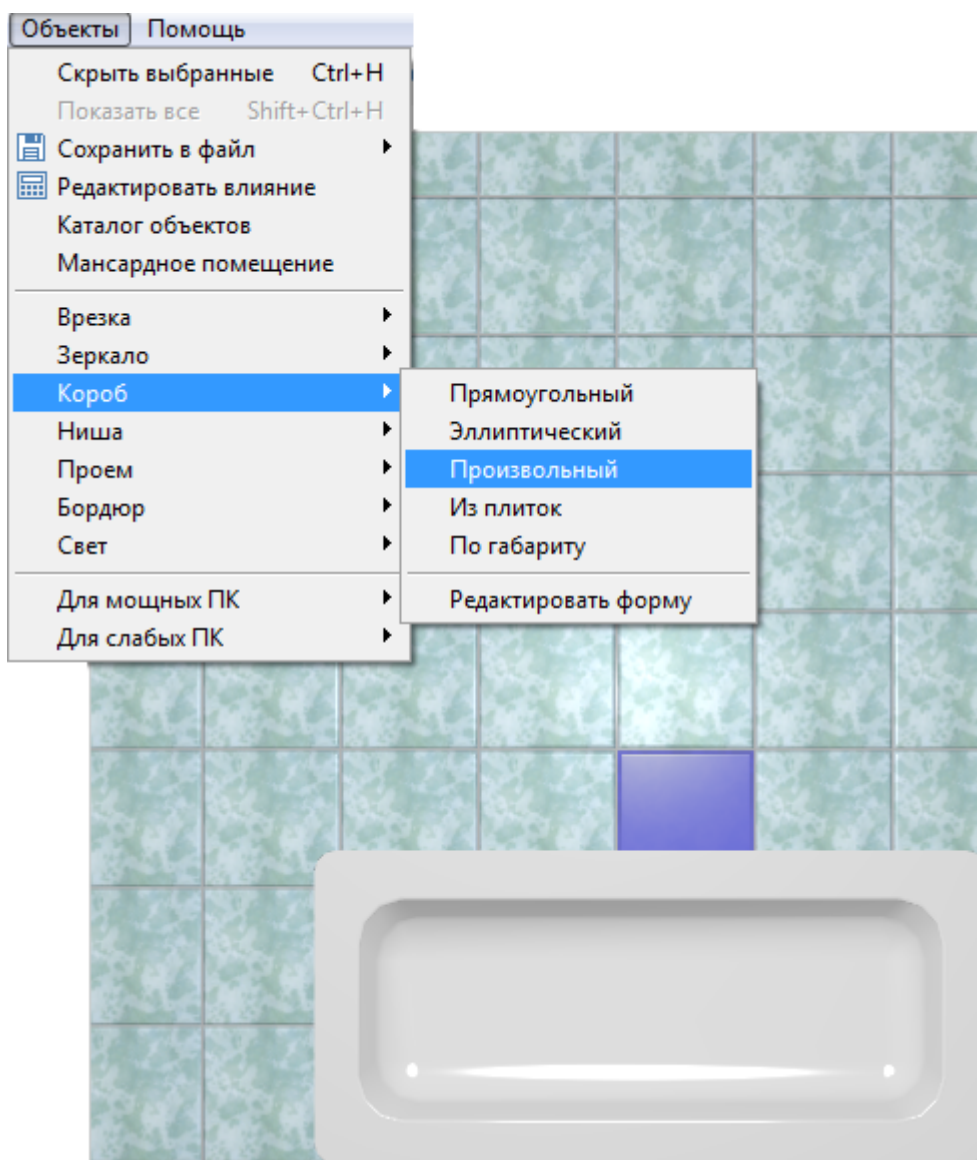 Объекты Помощь
Скрыть выбранные Ctrl+H
Показать все Shift+Ctrl+H
Сохранить в файл
Редактировать влияние
Каталог объектов
Мансардное помещение
Врезка
Зеркало
Короб
Ниша
Проем
Бордюр
Свет
Для мощных ПК
Для слабых ПК
Прямоугольный
Эллиптический
Произвольный
Из плиток
По габариту
Редактировать форму